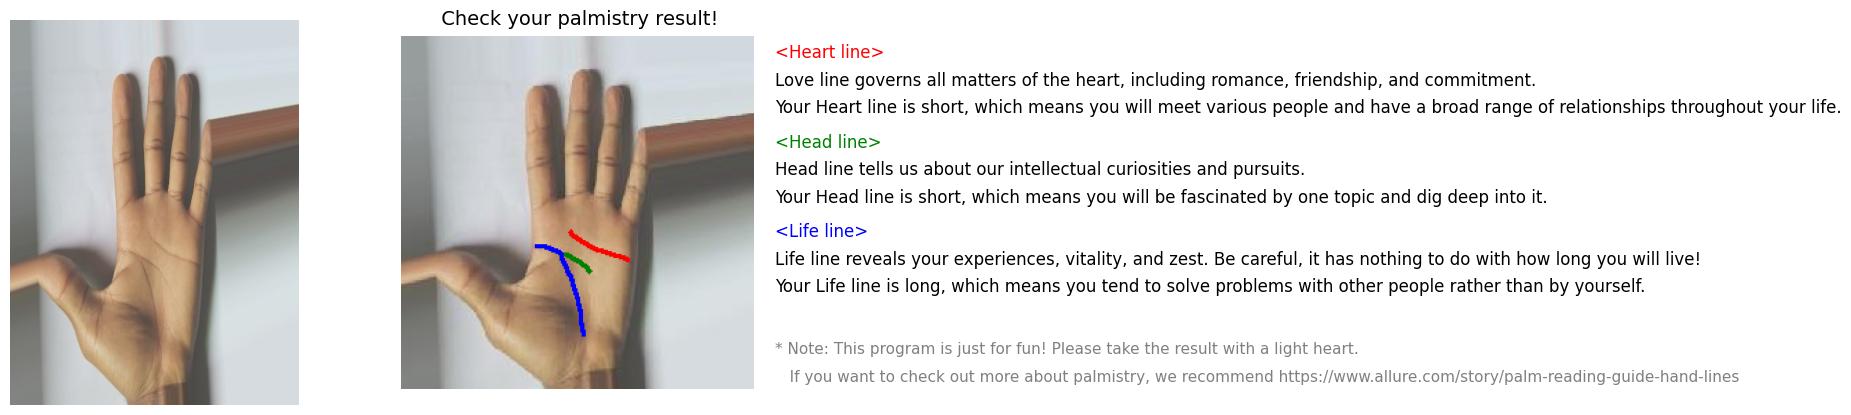 Check your palmistry result!
<Heart line>
Love line governs all matters of the heart, including romance, friendship, and commitment.
Your Heart line is short, which means you will meet various people and have a broad range of relationships throughout your life.
<Head line>
Head line tells us about our intellectual curiosities and pursuits.
Your Head line is short, which means you will be fascinated by one topic and dig deep into it.
<Life line>
Life line reveals your experiences, vitality, and zest. Be careful, it has nothing to do with how long you will live!
Your Life line is long, which means you tend to solve problems with other people rather than by yourself.
* Note: This program is just for fun! Please take the result with a light heart.
If you want to check out more about palmistry, we recommend https://www.allure.com/story/palm-reading-guide-hand-lines